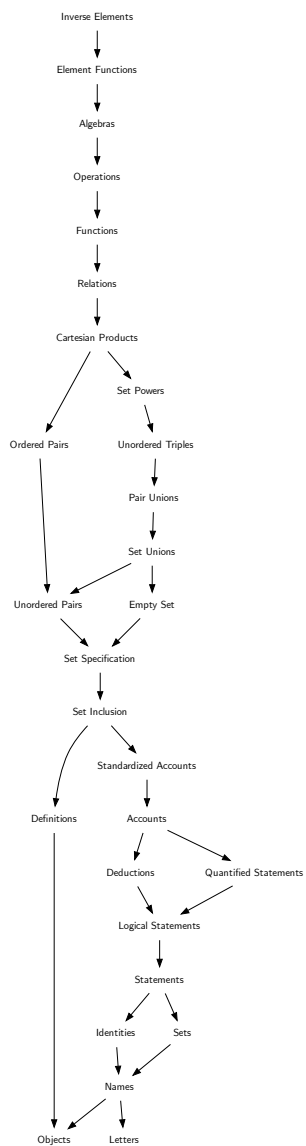 Inverse Elements
Element Functions
Algebras
Operations
Functions
Relations
Cartesian Products
Set Powers
Ordered Pairs
Unordered Triples
Pair Unions
Set Unions
Unordered Pairs
Empty Set
Set Specification
Set Inclusion
Standardized Accounts
Definitions
Accounts
Deductions
Quantified Statements
Logical Statements
Statements
Identities
Sets
Names
Objects
Letters